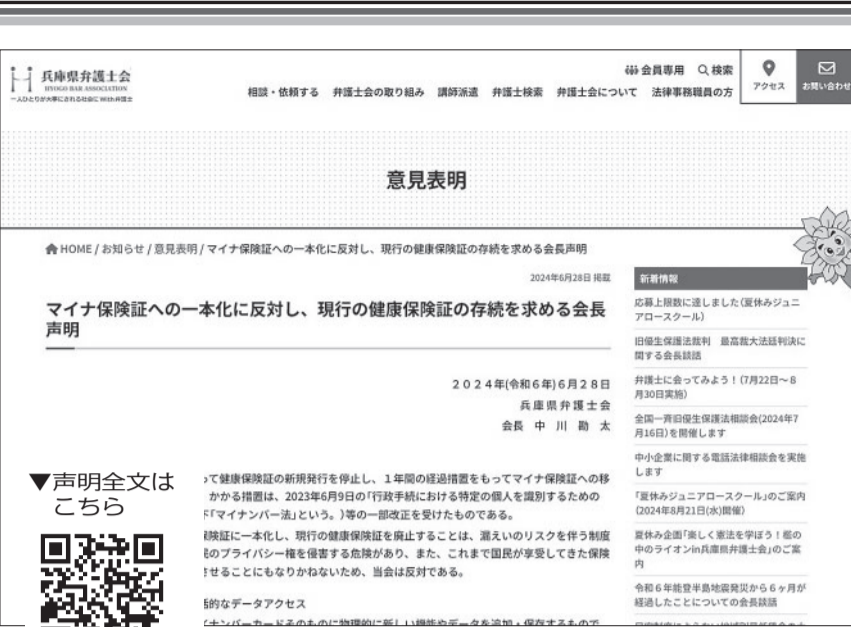 兵庫県弁護士会
HYOGO BAR ASSOCIATION
一人ひとりが大事にされる社会に With 弁護士
会員専用 検索
相談・依頼する 弁護士会の取り組み 講師派遣 弁護士検索 弁護士会について 法律事務職員の方
アクセス
お問い合わせ
意見表明
HOME / お知らせ / 意見表明 / マイナ保険証への一本化に反対し、現行の健康保険証の存続を求める会長声明
2024年6月28日 掲載
マイナ保険証への一本化に反対し、現行の健康保険証の存続を求める会長
声明
2024年(令和6年)6月28日
兵庫県弁護士会
会長 中川 勘太
▼声明全文は
こちら
って健康保険証の新規発行を停止し、1年間の経過措置をもってマイナ保険証への移
かかる措置は、2023年6月9日の「行政手続における特定の個人を識別するための
下「マイナンバー法」という。)等の一部改正を受けたものである。
保険証に一本化し、現行の健康保険証を廃止することは、漏えいのリスクを伴う制度
のプライバシー権を侵害する危険があり、また、これまで国民が享受してきた保険
させることにもなりかねないため、当会は反対である。
的なデータアクセス
イナンバーカードそのものに物理的に新しい機能やデータを追加・保存するもので
新着情報
応募上限数に達しました(夏休みジュニ
アロースクール)
旧優生保護法裁判 最高裁大法廷判決に
関する会長談話
弁護士に会ってみよう!(7月22日~8
月30日実施)
全国一斉旧優生保護法相談会(2024年7
月16日)を開催します
中小企業に関する電話法律相談会を実施
します
「夏休みジュニアロースクール」のご案内
(2024年8月21日(水)開催)
夏休み企画「楽しく憲法を学ぼう!檻の
中のライオンin兵庫県弁護士会」のご案
内
令和6年能登半島地震発災から6ヶ月が
経過したことについての会長談話